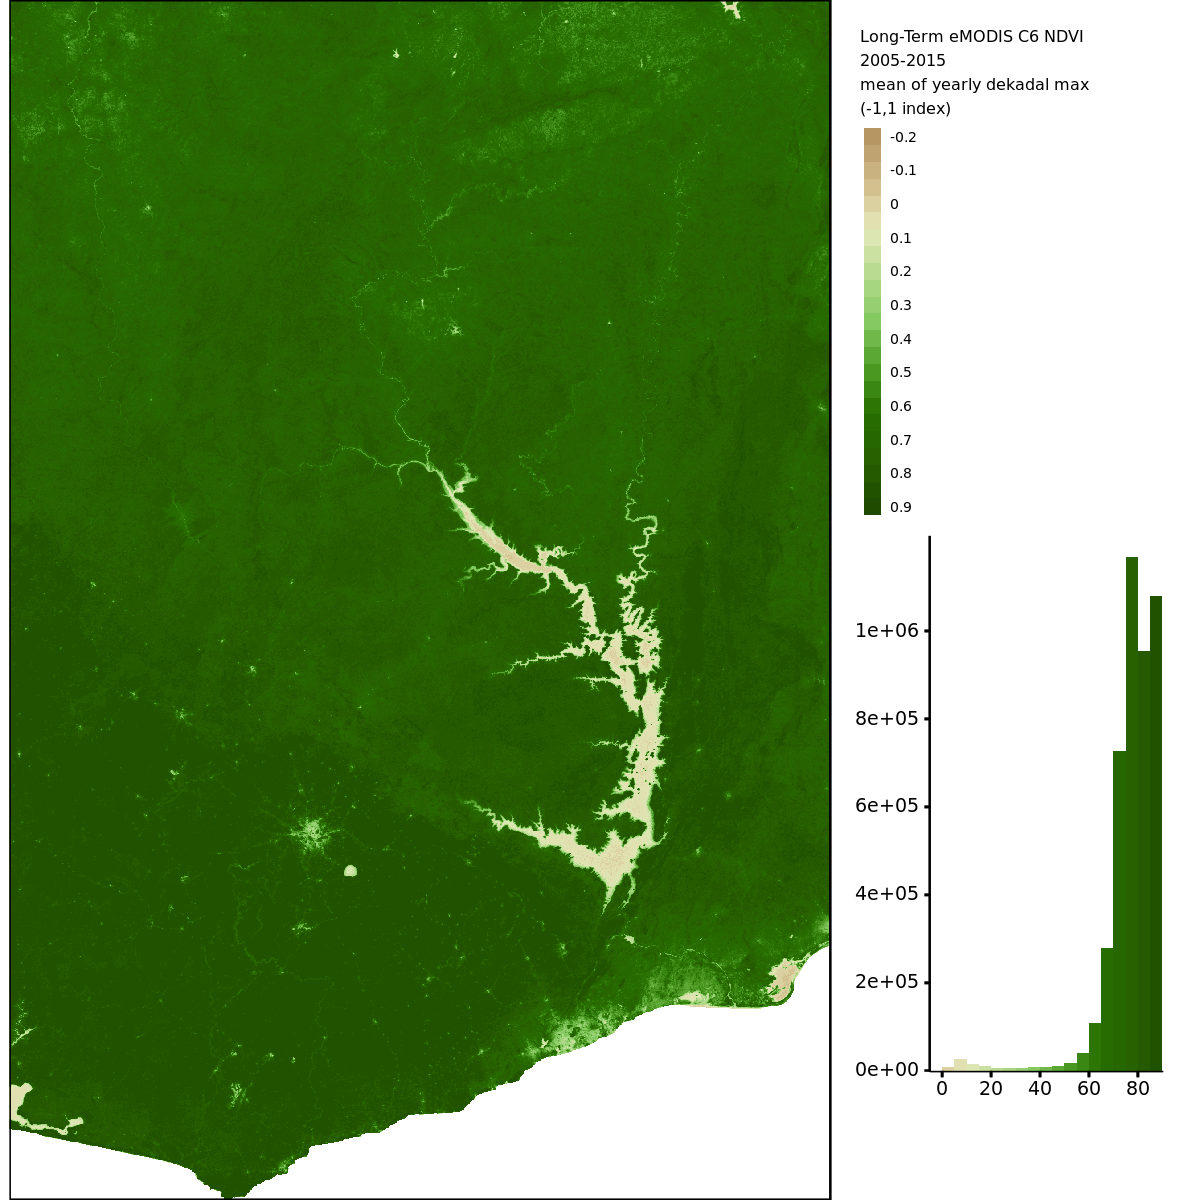 Long-Term eMODIS C6 NDVI
2005-2015
mean of yearly dekadal max
(-1,1 index)
-0.2
-0.1
0
0.1
0.2
0.3
0.4
0.5
0.6
0.7
0.8
0.9
1e+06
8e+05
6e+05
4e+05
2e+05
0e+00
0 20 40 60 80